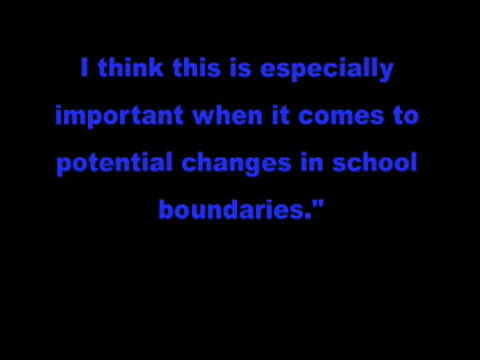 I think this is especially
important when it comes to
potential changes in school
boundaries."